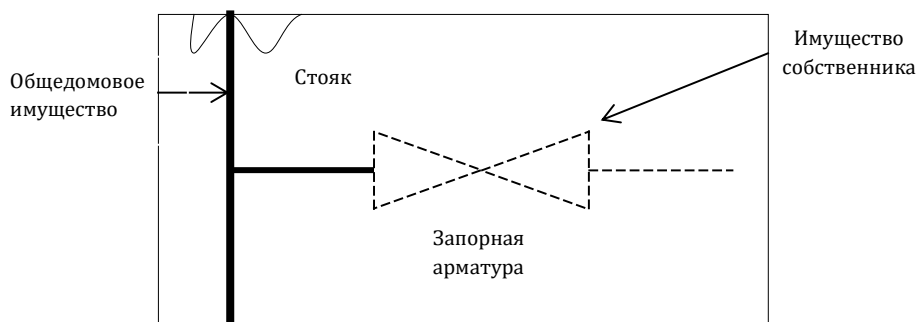 Общедомовое
имущество
Стояк
Имущество
собственника
Запорная
арматура